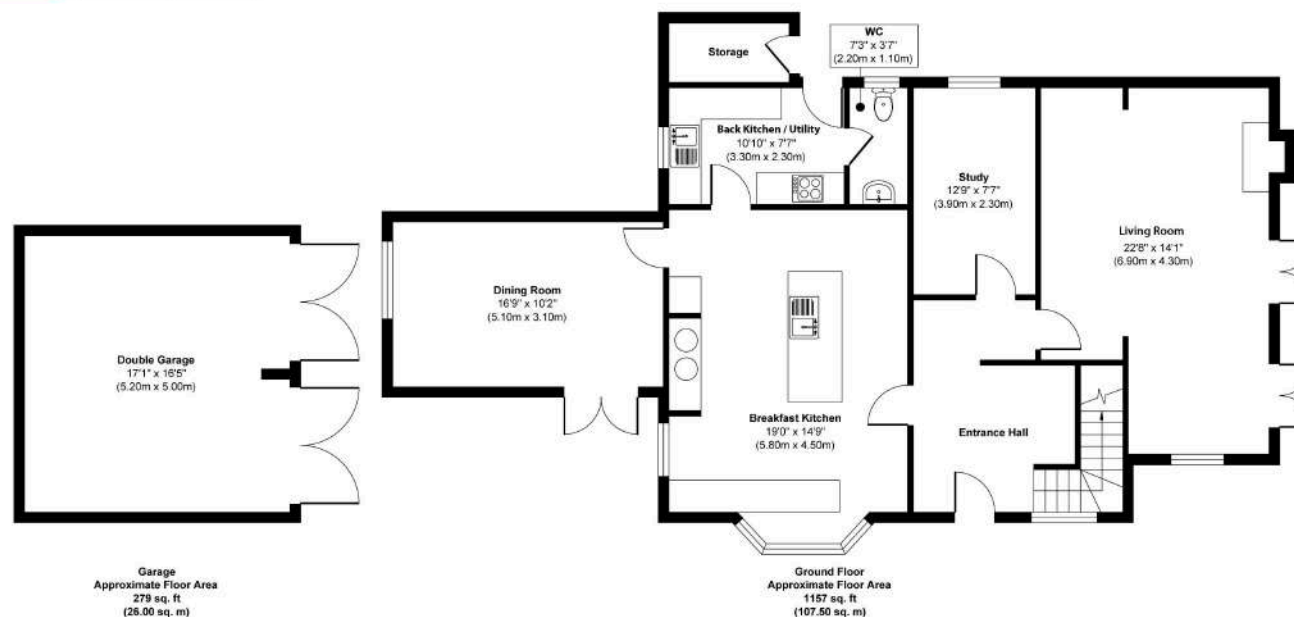 Storage
WC
7'3" x 3'7"
(2.20m x 1.10m)
Back Kitchen / Utility
10'10" x 7'7"
(3.30m x 2.30m)
Study
12'9" x 7'7"
(3.90m x 2.30m)
Living Room
22'8" x 14'1"
(6.90m x 4.30m)
Dining Room
16'9" x 10'2"
(5.10m x 3.10m)
Double Garage
17'1" x 16'5"
(5.20m x 5.00m)
Breakfast Kitchen
19'0" x 14'9"
(5.80m x 4.50m)
Entrance Hall
Garage
Approximate Floor Area
279 sq. ft
(26.00 sq. m)
Ground Floor
Approximate Floor Area
1157 sq. ft
(107.50 sq. m)